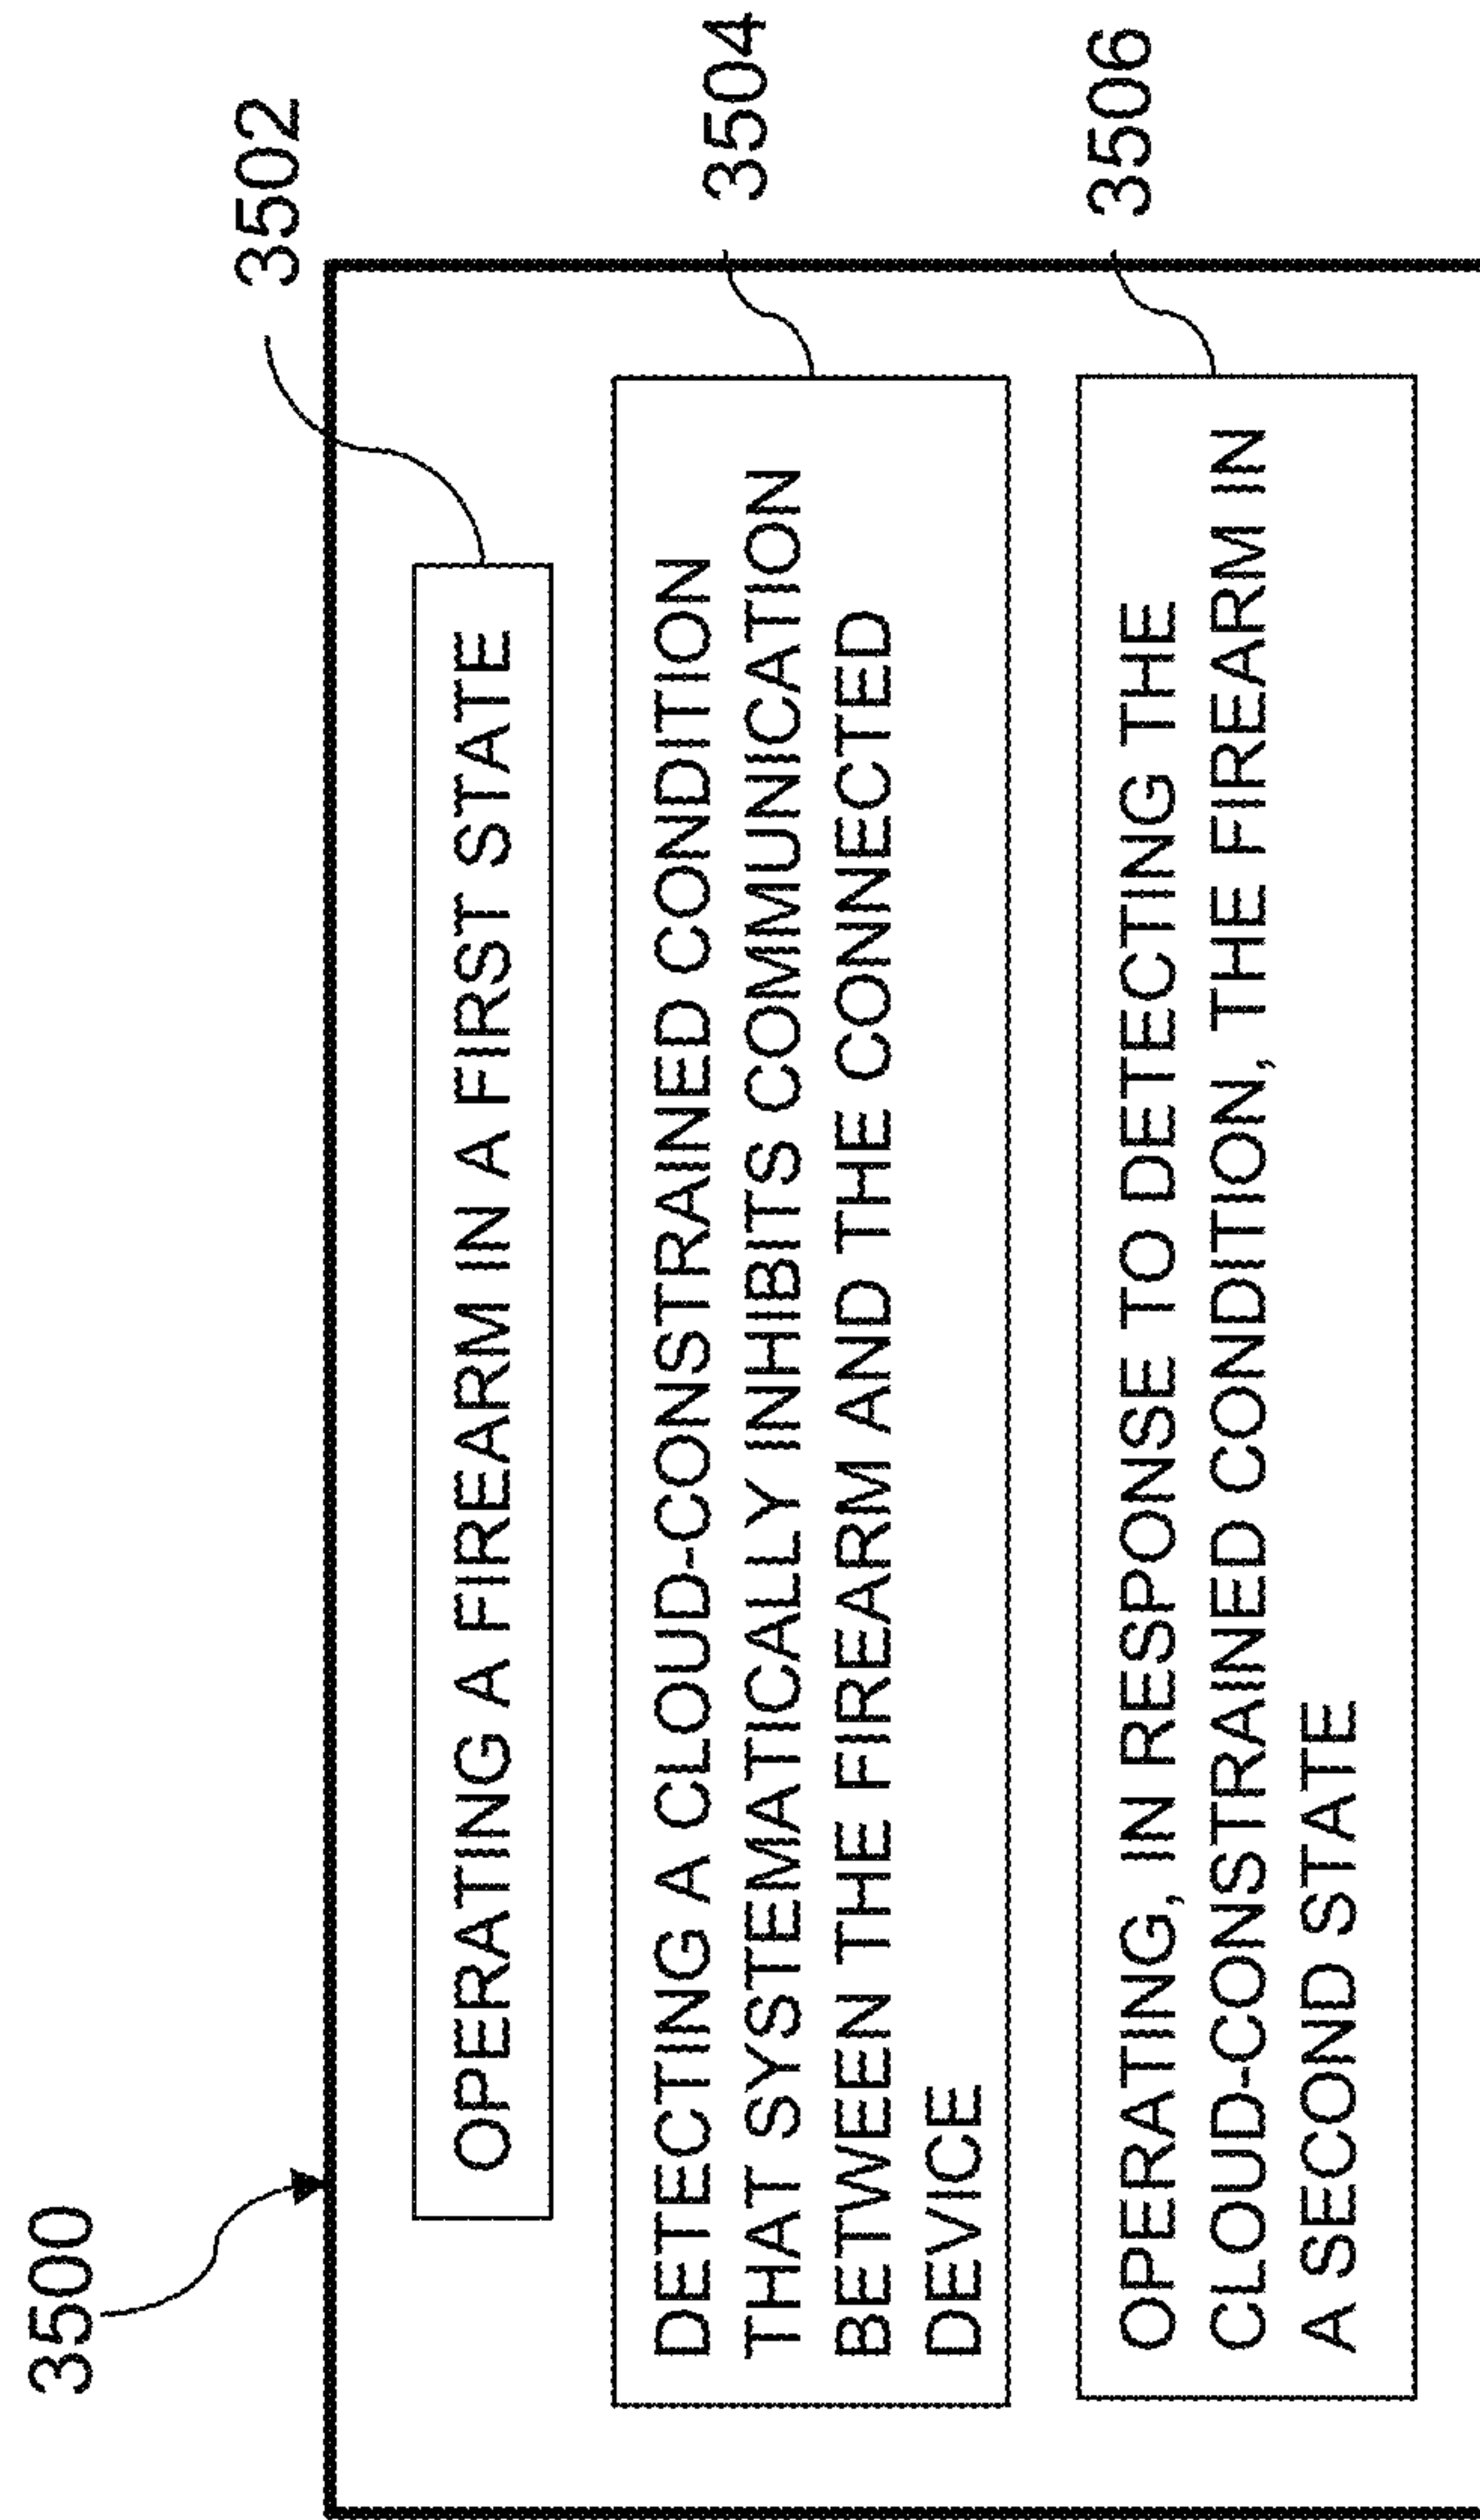 3500
3502
OPERATING A FIREARM IN A FIRST STATE
3504
DETECTING A CLOUD-CONSTRAINED CONDITION
THAT SYSTEMATICALLY INHIBITS COMMUNICATION
BETWEEN THE FIREARM AND THE CONNECTED
DEVICE
3506
OPERATING, IN RESPONSE TO DETECTING THE
CLOUD-CONSTRAINED CONDITION, THE FIREARM IN
A SECOND STATE